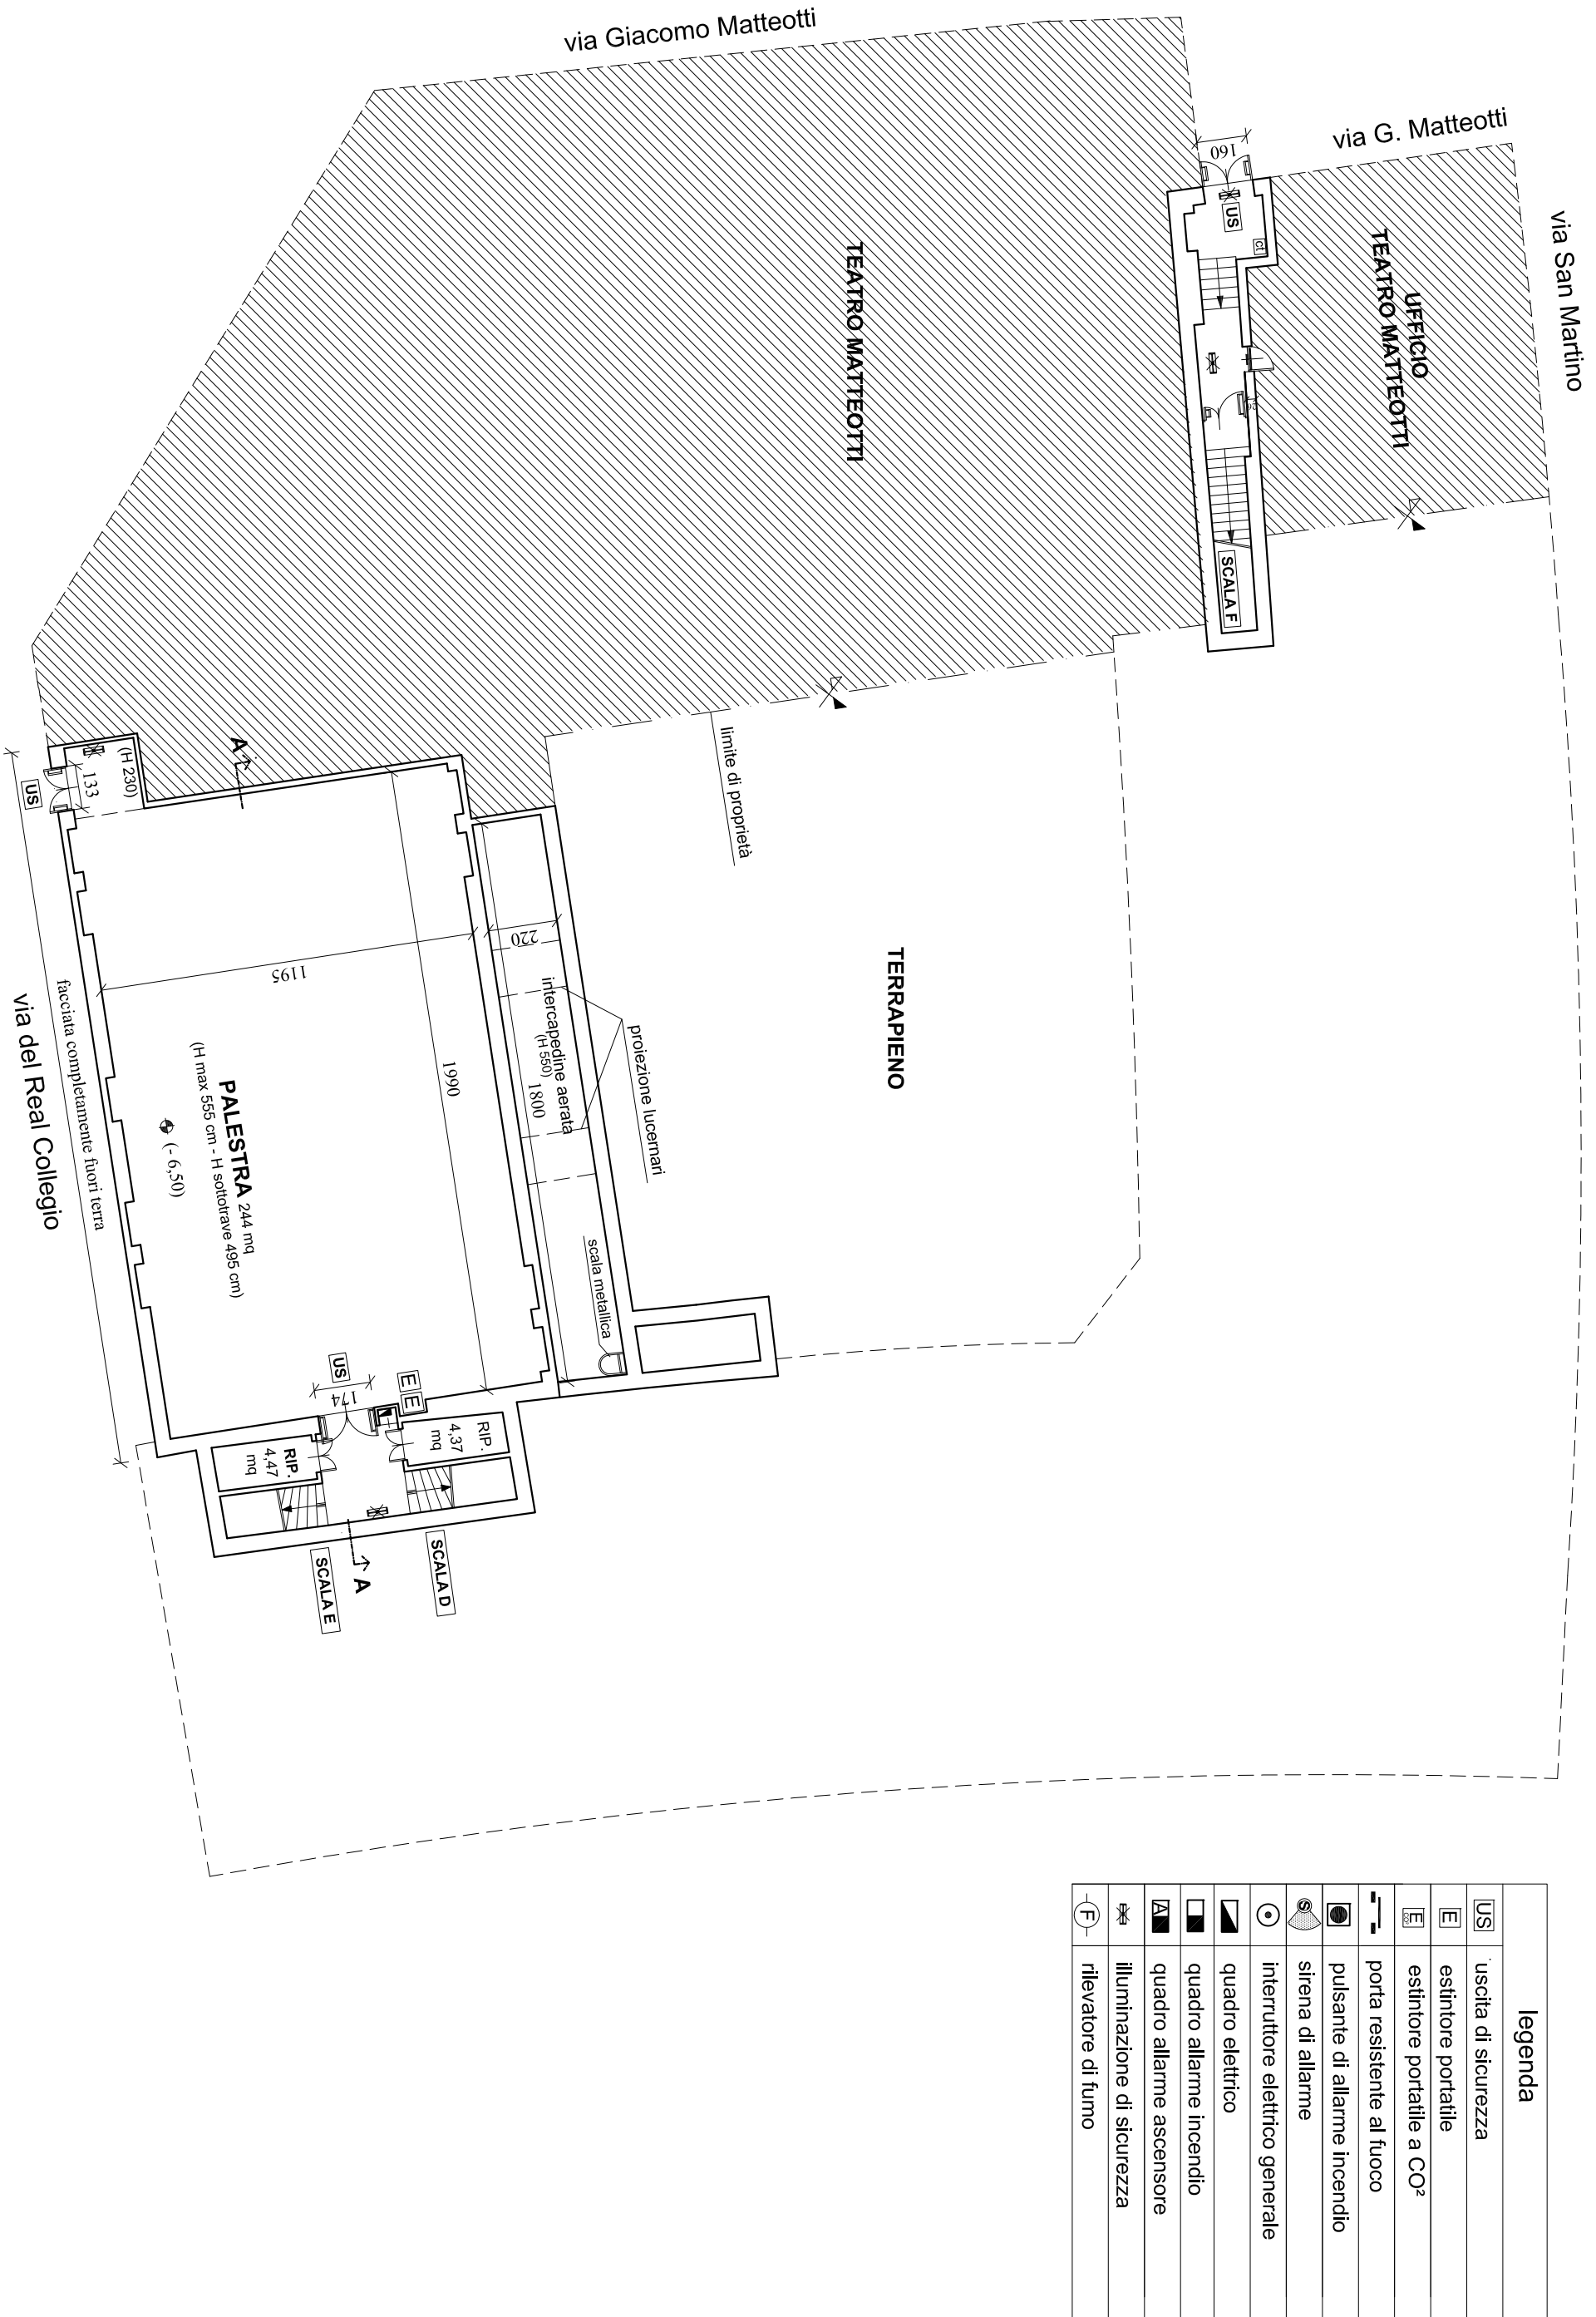 via Giacomo Matteotti
via G. Matteotti
via San Martino
160
US
ct
UFFICIO
TEATRO MATTEOTTI
TEATRO MATTEOTTI
SCALA F
limite di proprietà
A
(H 230)
133
US
220
1195
TERRAPIENO
intercapedine aerata
(H 550)
1800
proiezione lucernari
1990
facciata completamente fuori terra
via del Real Collegio
PALESTRA 244 mq
(H max 555 cm - H sottotrave 495 cm)
(- 6,50)
scala metallica
US
174
E
E
RIP.
4,37
mq
RIP.
4,47
mq
SCALA D
SCALA E
A
legenda
US uscita di sicurezza
E estintore portatile
E CO² estintore portatile a CO²
porta resistente al fuoco
pulsante di allarme incendio
S sirena di allarme
interruttore elettrico generale
quadro elettrico
quadro allarme incendio
A quadro allarme ascensore
illuminazione di sicurezza
F rilevatore di fumo